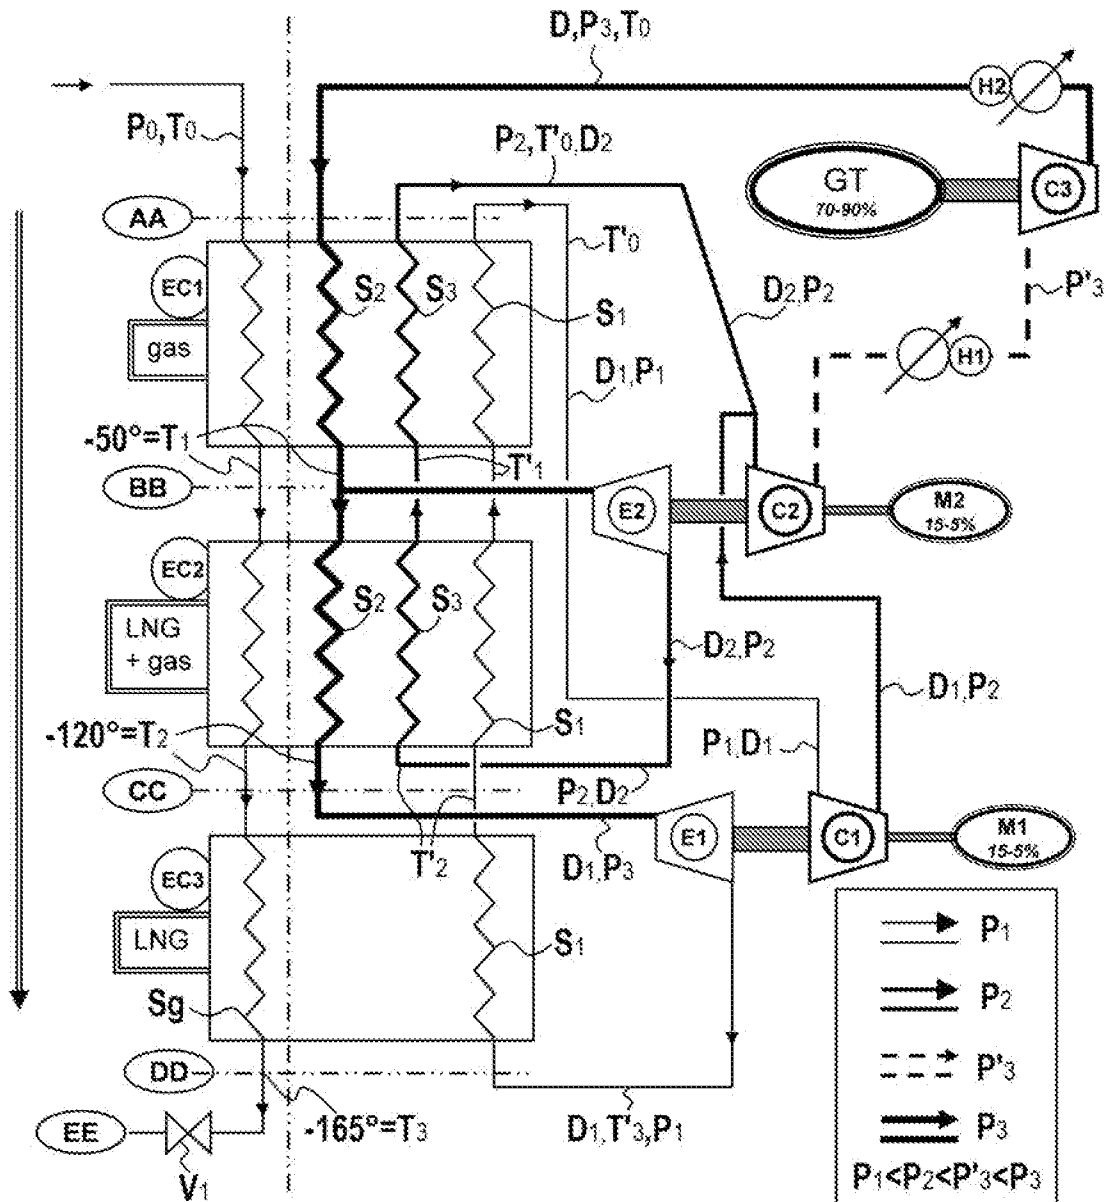 D,P3,T0
H2
P0,T0
P2,T'0,D2
GT
70-90%
C3
AA
T'0
EC1
S2
S3
S1
D2,P2
P'3
gas
D1,P1
H1
-50°=T1
T'1
BB
E2
C2
M2
15-5%
EC2
S2
S3
LNG
+ gas
D2,P2
D1,P2
S1
-120°=T2
P1,D1
CC
P2,D2
E1
C1
M1
15-5%
T'2
D1,P3
EC3
LNG
S1
P1
P2
Sg
P'3
DD
EE
-165°=T3
D1,T'3,P1
P3
V1
P1<P2<P'3<P3